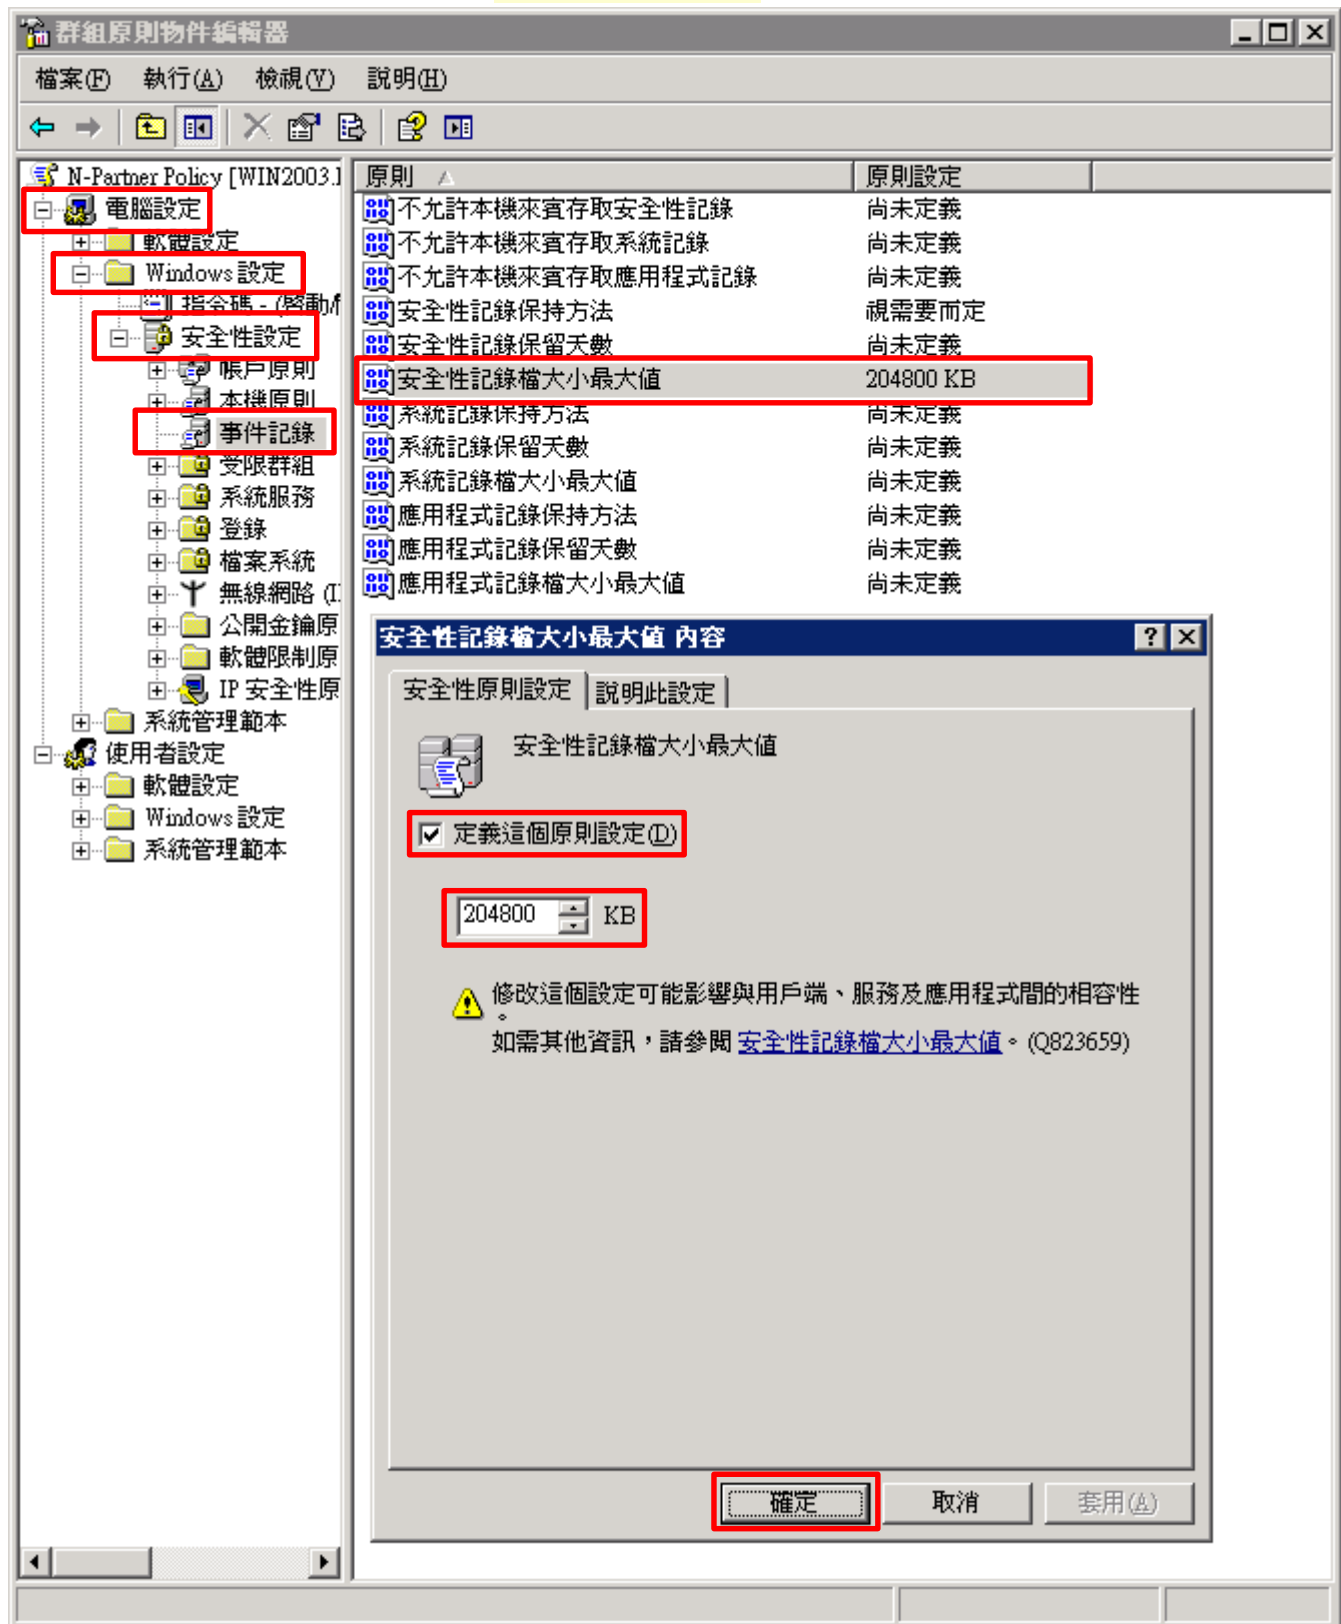 群組原則物件編輯器
檔案(F) 執行(A) 檢視(V) 說明(H)
N-Partner Policy [WIN2003.
電腦設定
軟體設定
Windows 設定
指令碼 - (啟動/
安全性設定
帳戶原則
本機原則
事件記錄
受限群組
系統服務
登錄
檔案系統
無線網路 (I
公開金鑰原
軟體限制原
IP 安全性原
系統管理範本
使用者設定
軟體設定
Windows 設定
系統管理範本
原則 原則設定
不允許本機來賓存取安全性記錄 尚未定義
不允許本機來賓存取系統記錄 尚未定義
不允許本機來賓存取應用程式記錄 尚未定義
安全性記錄保持方法 視需要而定
安全性記錄保留天數 尚未定義
安全性記錄檔大小最大值 204800 KB
系統記錄保持方法 尚未定義
系統記錄保留天數 尚未定義
系統記錄檔大小最大值 尚未定義
應用程式記錄保持方法 尚未定義
應用程式記錄保留天數 尚未定義
應用程式記錄檔大小最大值 尚未定義
安全性記錄檔大小最大值 內容
安全性原則設定 說明此設定
安全性記錄檔大小最大值
定義這個原則設定(D)
204800 KB
修改這個設定可能影響與用戶端、服務及應用程式間的相容性
。
如需其他資訊，請參閱 安全性記錄檔大小最大值。(Q823659)
確定 取消 套用(A)